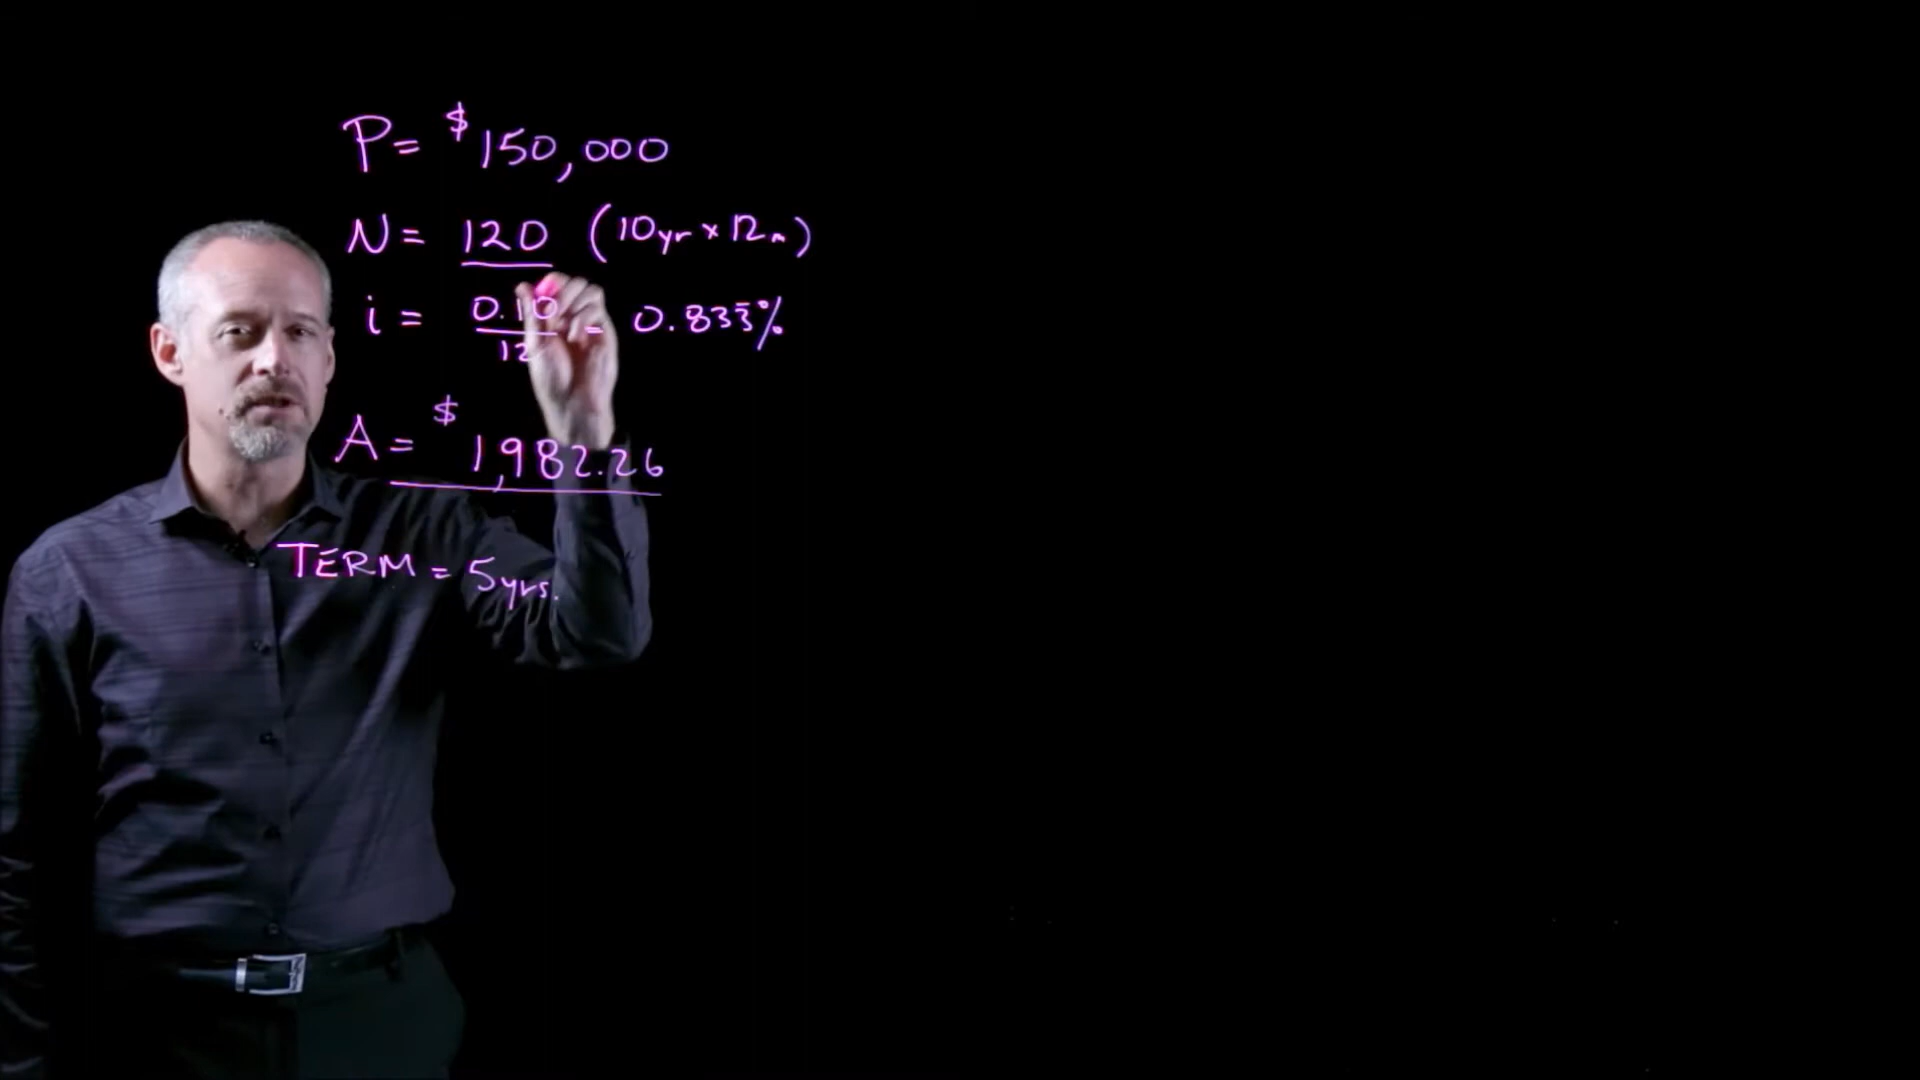 P = $150,000
N = 120 (10yr × 12m)
i = 0.10/12 = 0.833%
A = $1,982.26
TERM = 5yrs.